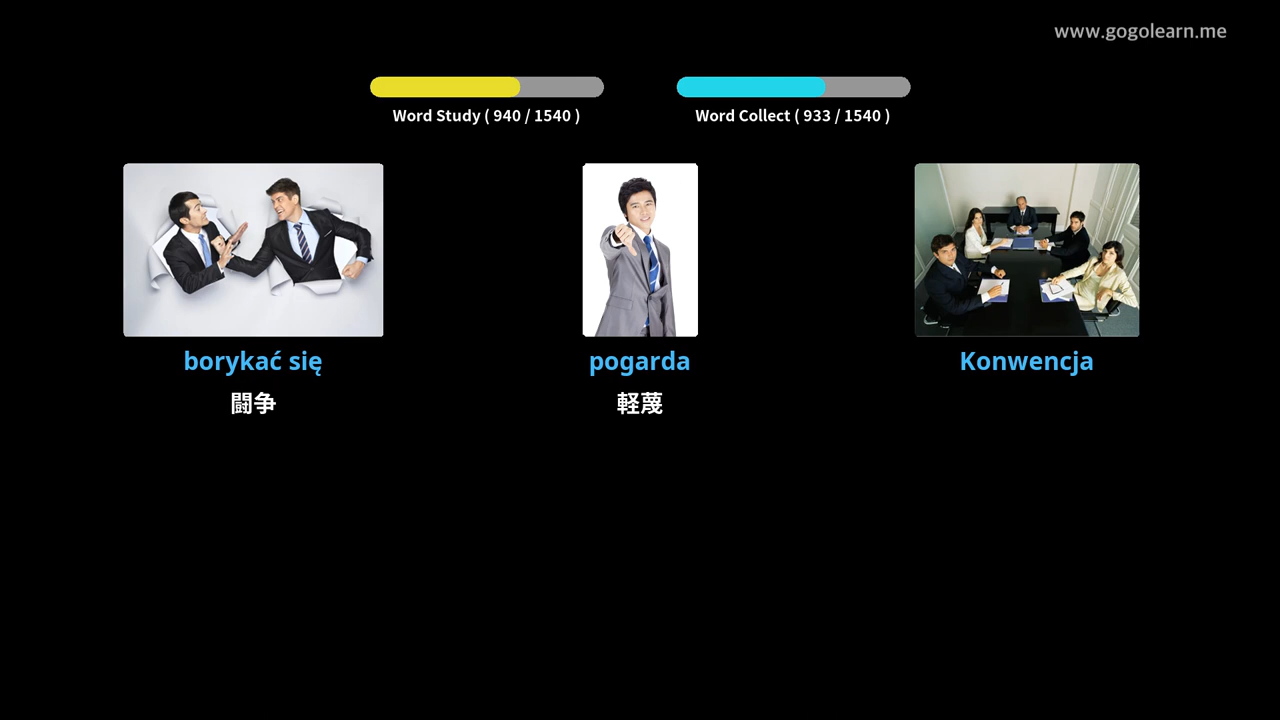 www.gogolearn.me
Word Study ( 940 / 1540 )
Word Collect ( 933 / 1540 )
borykać się
pogarda
Konwencja
闘争
軽蔑